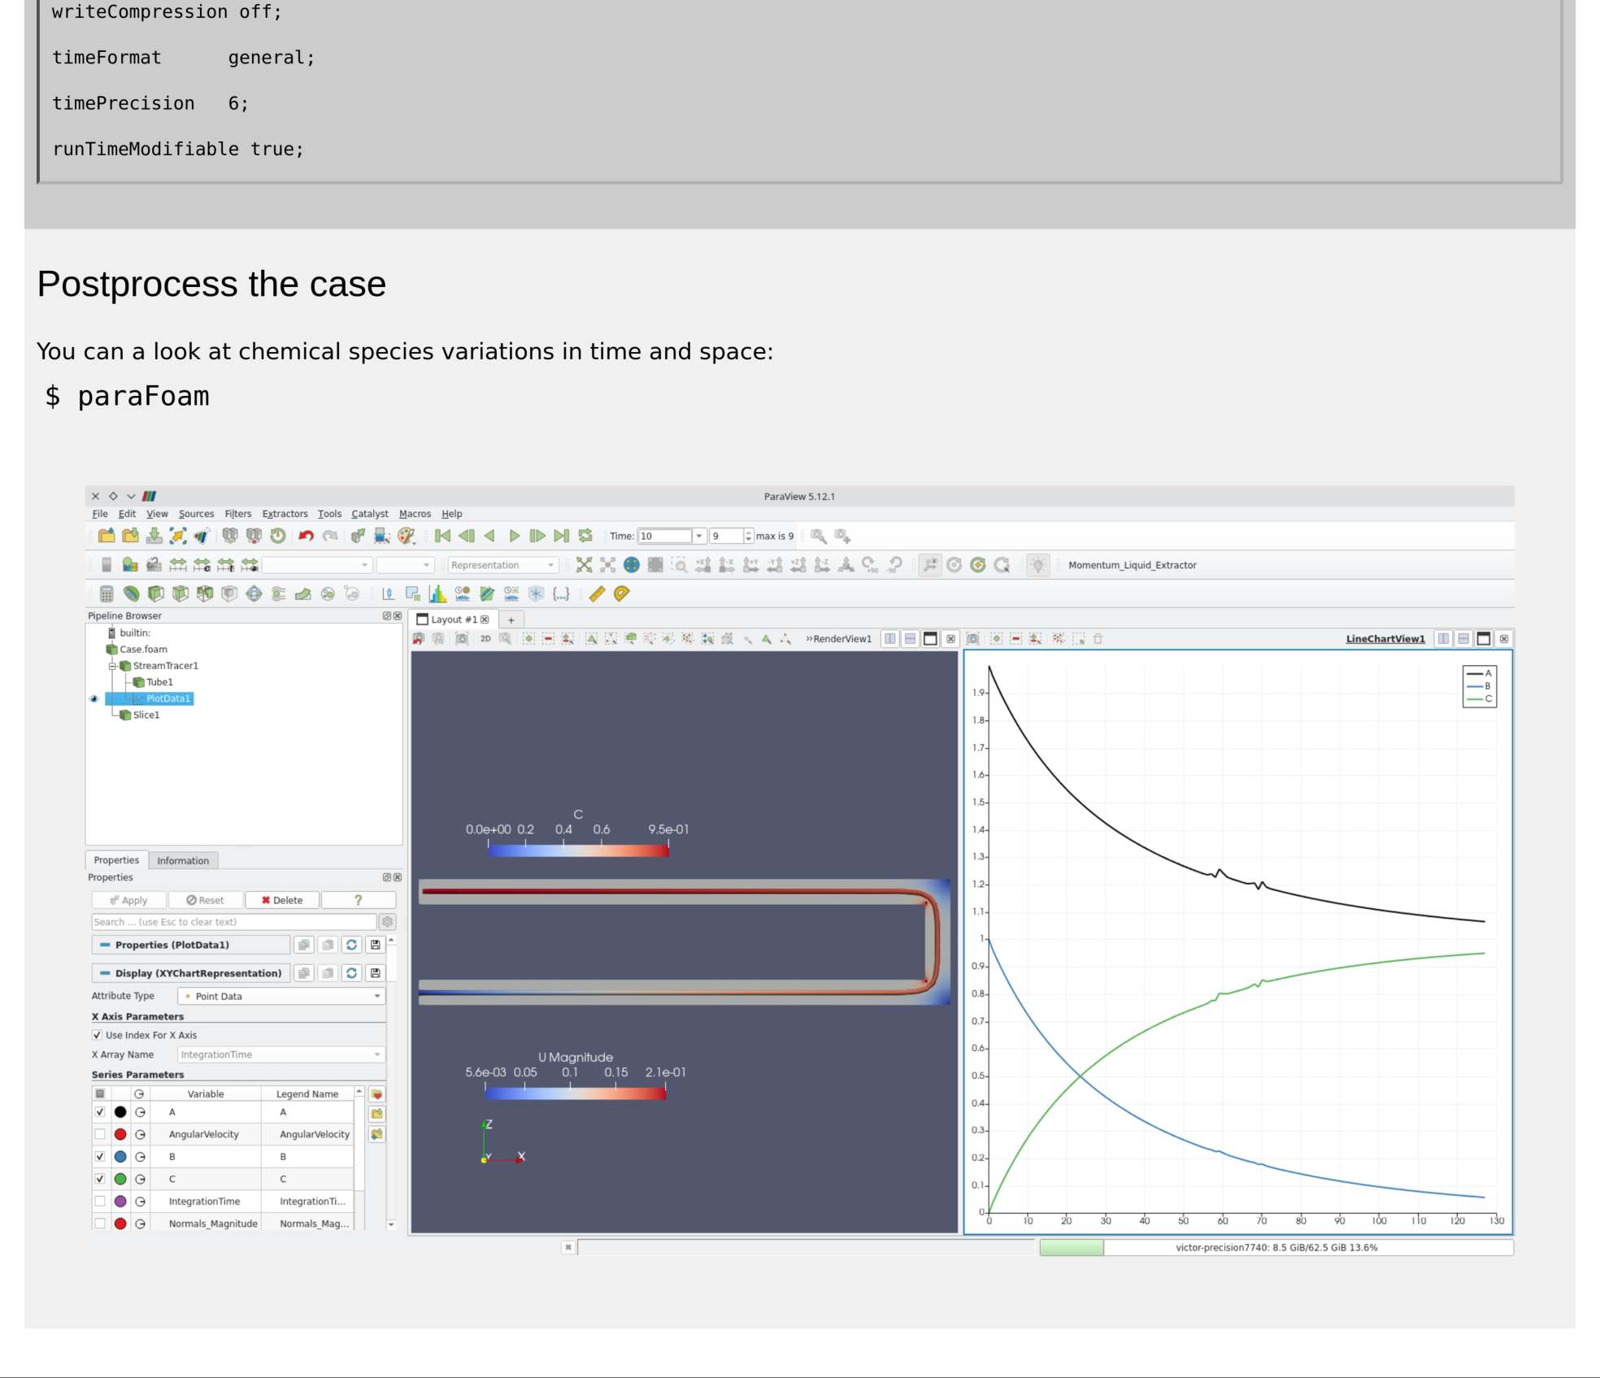 writeCompression off;
timeFormat      general;
timePrecision   6;
runTimeModifiable true;
Postprocess the case
You can a look at chemical species variations in time and space:
$ paraFoam
ParaView 5.12.1
File Edit View Sources Filters Extractors Tools Catalyst Macros Help
Time: 10 9 max is 9
Representation Momentum_Liquid_Extractor
Pipeline Browser
builtin:
Case.foam
StreamTracer1
Tube1
PlotData1
Slice1
Properties Information
Properties
Apply Reset Delete ?
Search ... (use Esc to clear text)
Properties (PlotData1)
Display (XYChartRepresentation)
Attribute Type Point Data
X Axis Parameters
Use Index For X Axis
X Array Name IntegrationTime
Series Parameters
Variable Legend Name
A A
AngularVelocity AngularVelocity
B B
C C
IntegrationTime IntegrationTi...
Normals_Magnitude Normals_Mag...
Layout #1 +
2D RenderView1
C
0.0e+00 0.2 0.4 0.6 9.5e-01
U Magnitude
5.6e-03 0.05 0.1 0.15 2.1e-01
Z
Y X
LineChartView1
A
B
C
1.9
1.8
1.7
1.6
1.5
1.4
1.3
1.2
1.1
1
0.9
0.8
0.7
0.6
0.5
0.4
0.3
0.2
0.1
0
0 10 20 30 40 50 60 70 80 90 100 110 120 130
victor-precision7740: 8.5 GiB/62.5 GiB 13.6%